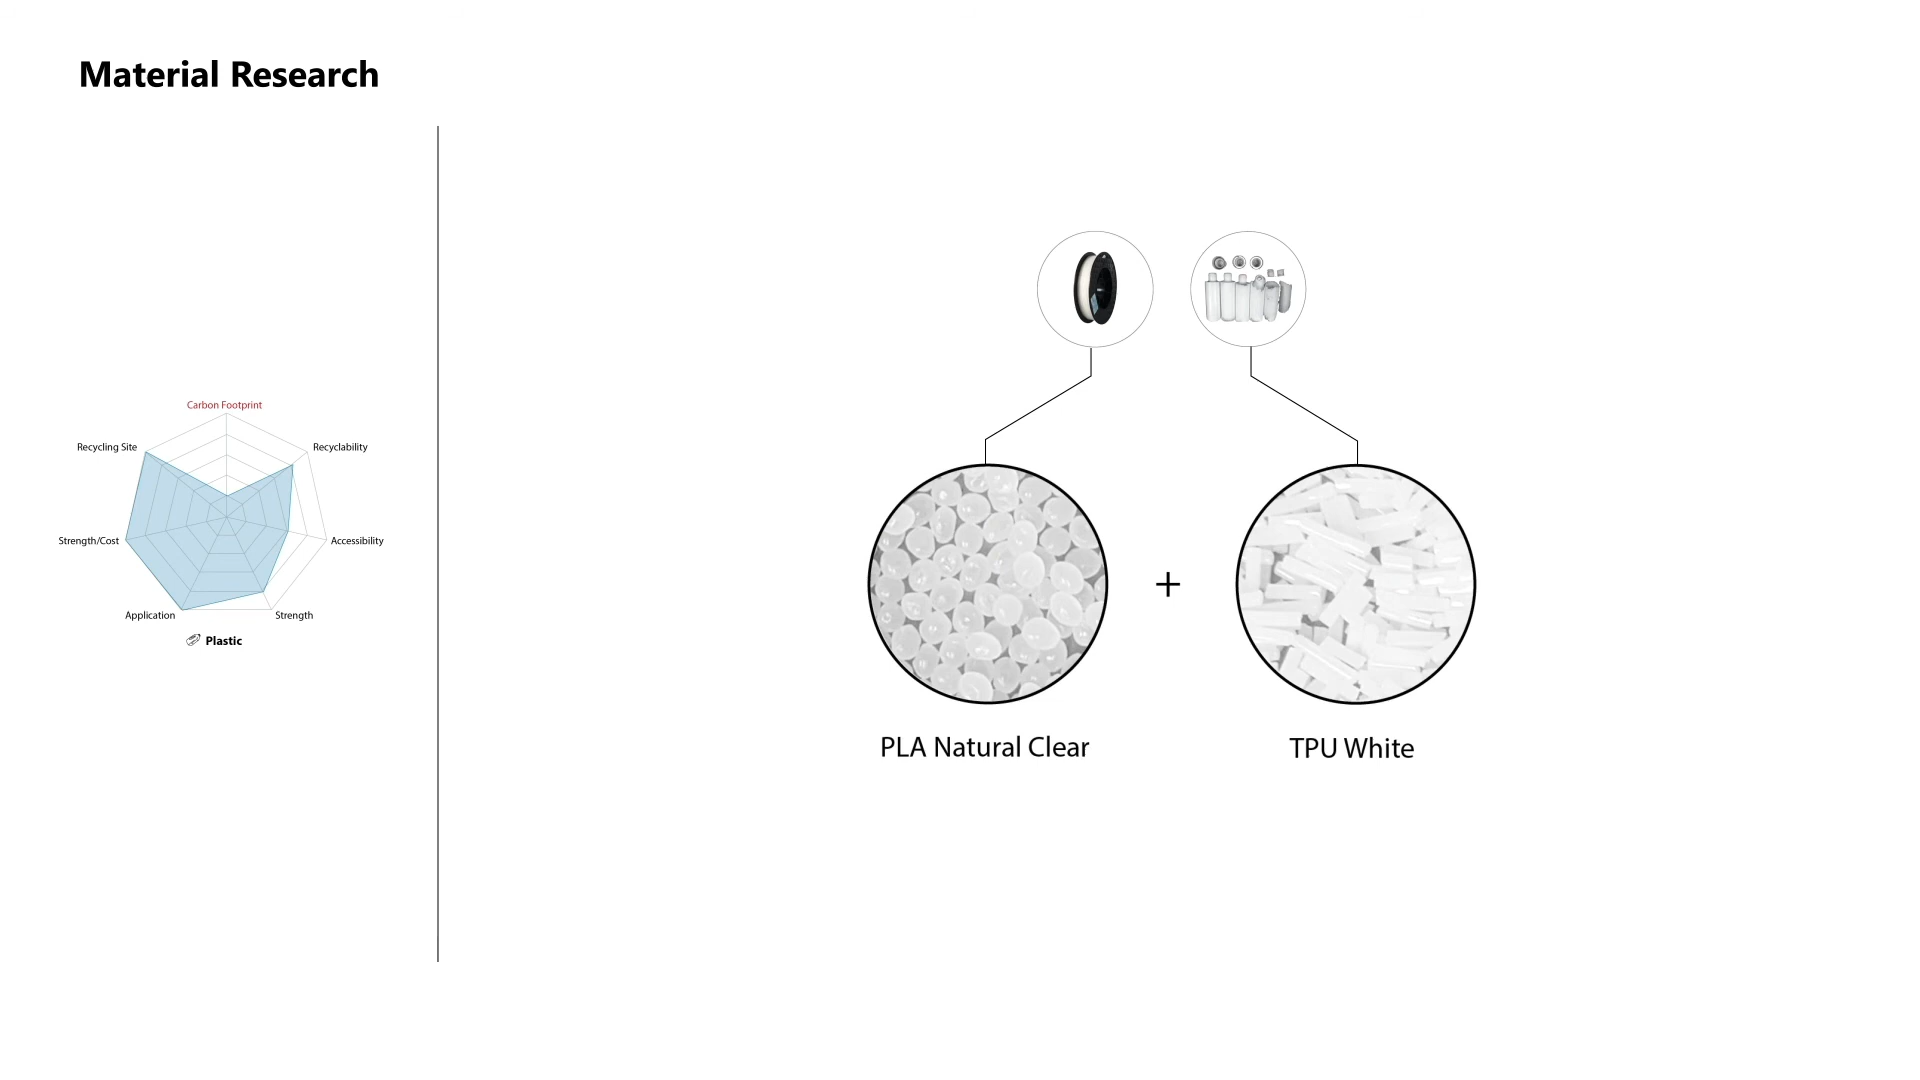 Material Research
Carbon Footprint
Recycling Site
Recyclability
Strength/Cost
Accessibility
Application
Strength
Plastic
+
PLA Natural Clear
TPU White